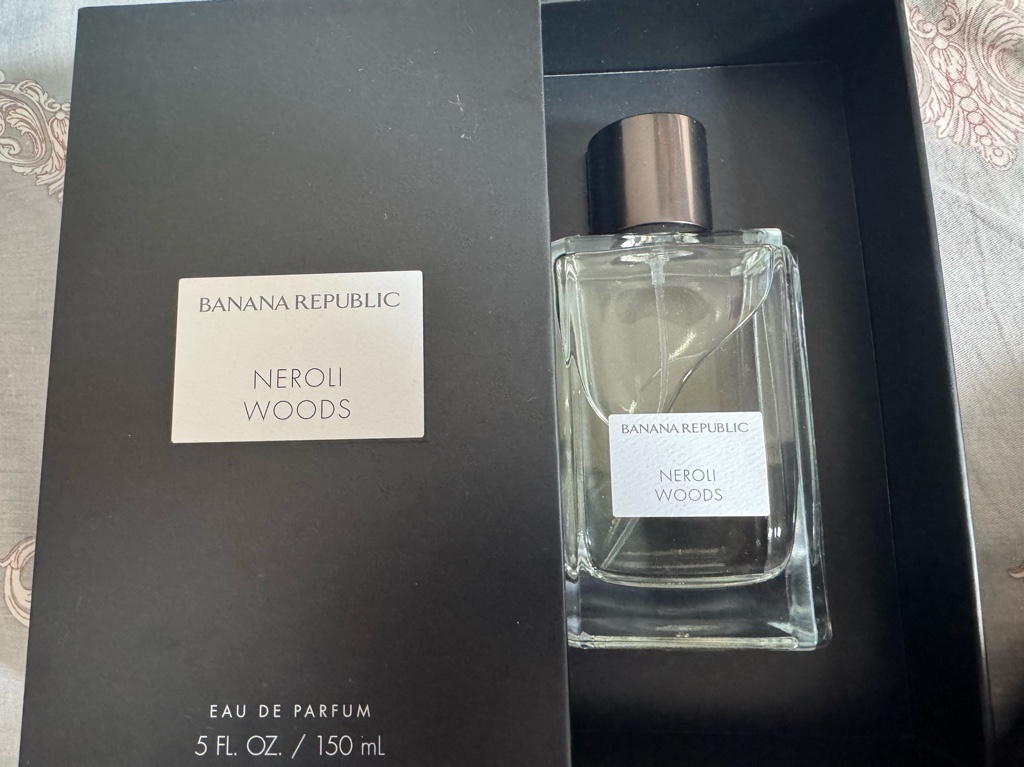 BANANA REPUBLIC
NEROLI
WOODS
EAU DE PARFUM
5 FL. OZ. / 150 mL
BANANA REPUBLIC
NEROLI
WOODS